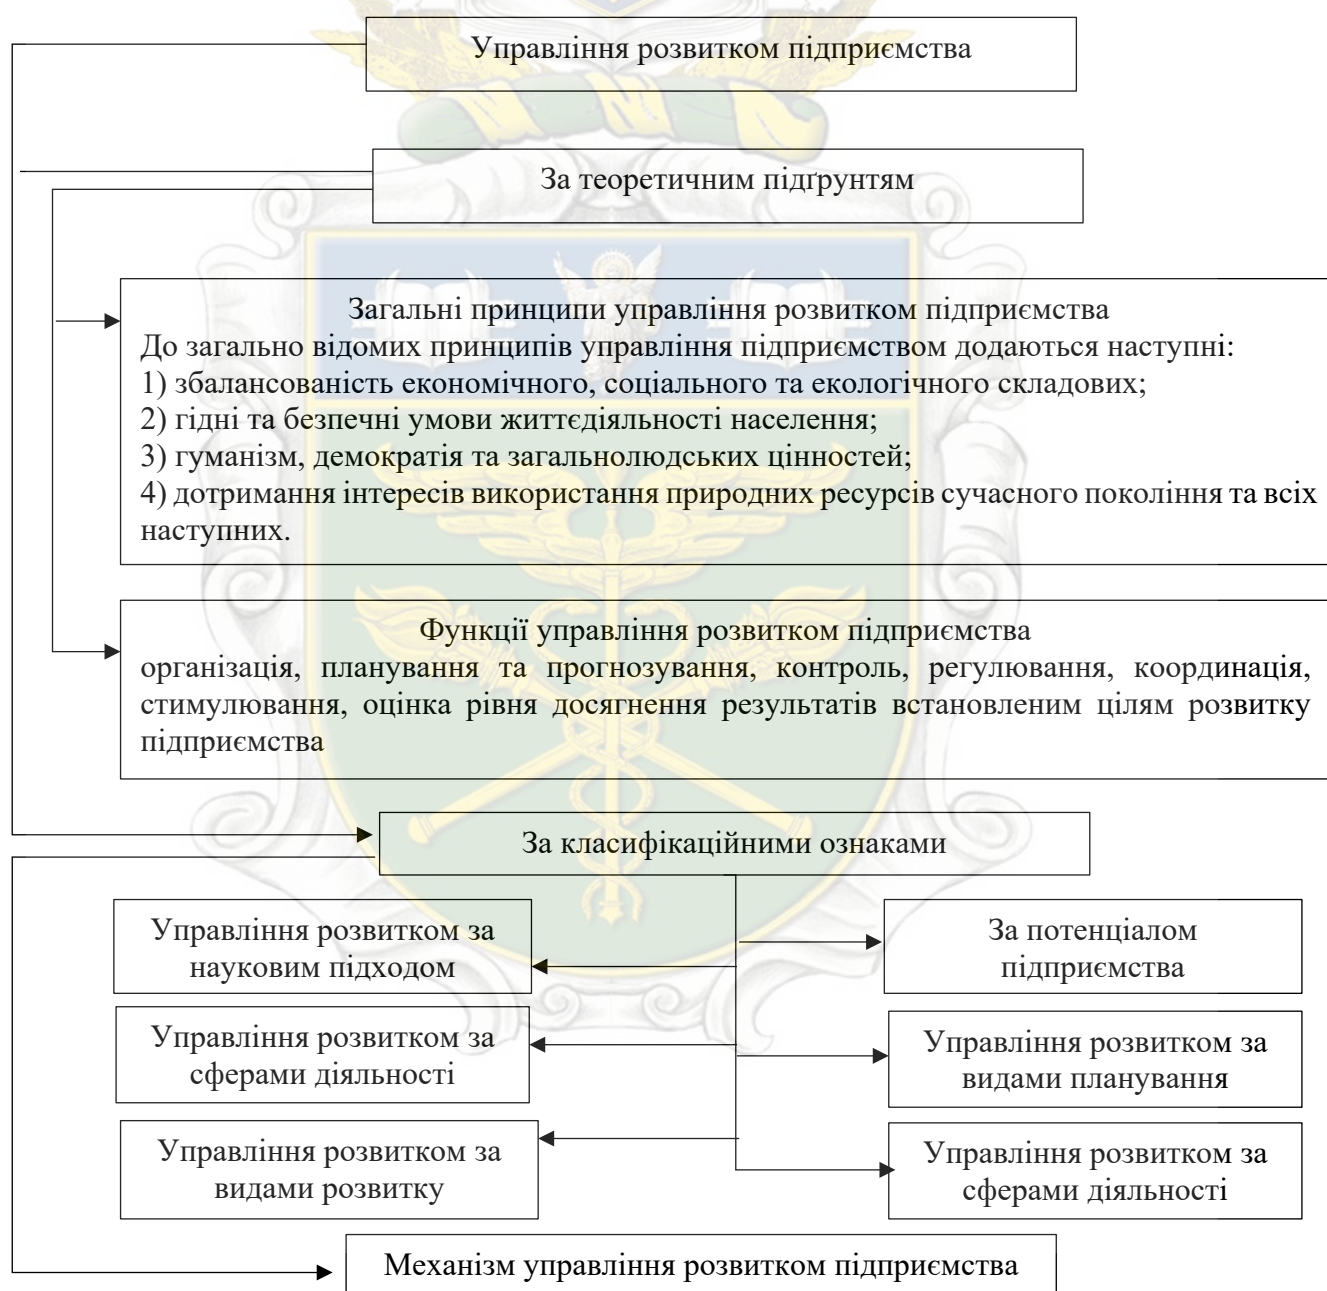 Управління розвитком підприємства
За теоретичним підґрунтям
Загальні принципи управління розвитком підприємства
До загально відомих принципів управління підприємством додаються наступні:
1) збалансованість економічного, соціального та екологічного складових;
2) гідні та безпечні умови життєдіяльності населення;
3) гуманізм, демократія та загальнолюдських цінностей;
4) дотримання інтересів використання природних ресурсів сучасного покоління та всіх
наступних.
Функції управління розвитком підприємства
організація, планування та прогнозування, контроль, регулювання, координація,
стимулювання, оцінка рівня досягнення результатів встановленим цілям розвитку
підприємства
За класифікаційними ознаками
Управління розвитком за
науковим підходом
За потенціалом
підприємства
Управління розвитком за
сферами діяльності
Управління розвитком за
видами планування
Управління розвитком за
видами розвитку
Управління розвитком за
сферами діяльності
Механізм управління розвитком підприємства